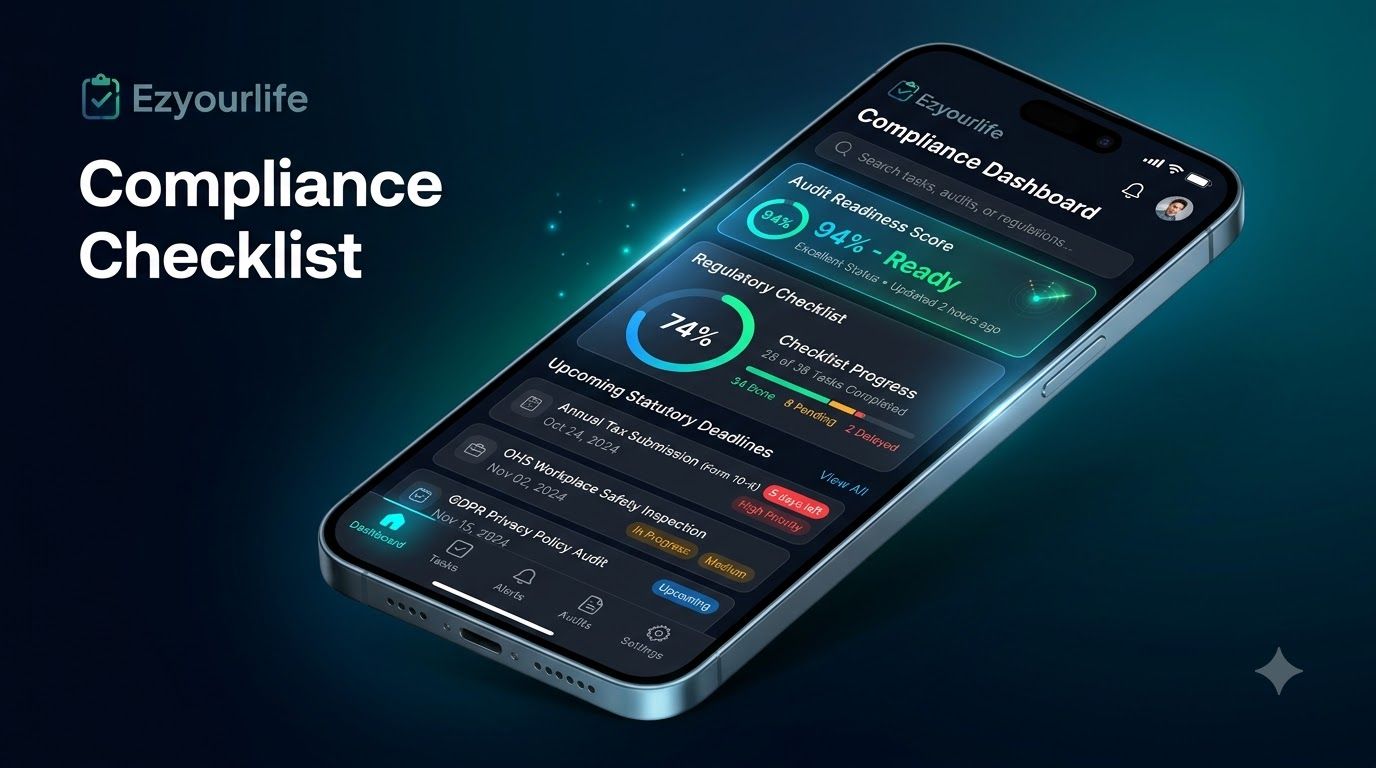 Ezyourlife
Compliance
Checklist
Ezyourlife
Compliance Dashboard
Search tasks, audits, or regulations...
Audit Readiness Score
94%
94% - Ready
Excellent Status • Updated 2 hours ago
Regulatory Checklist
74%
Checklist Progress
28 of 38 Tasks Completed
34 Done
8 Pending
2 Delayed
Upcoming Statutory Deadlines
View All
Annual Tax Submission (Form 10-K)
Oct 24, 2024
5 days left
High Priority
OHS Workplace Safety Inspection
Nov 02, 2024
In Progress
Medium
GDPR Privacy Policy Audit
Nov 15, 2024
Upcoming
Dashboard
Tasks
Alerts
Audits
Settings